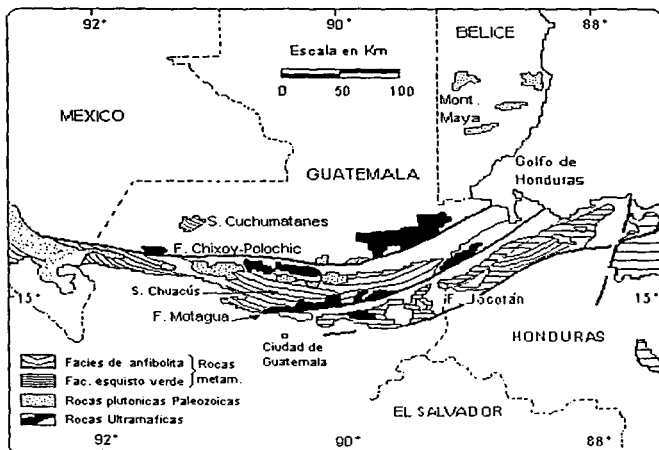 92°
90°
88°
BELICE
Escala en Km
0 50 100
MEXICO
Mont.
Maya
Golfo de
Honduras
GUATEMALA
S. Cuchumatanes
F. Chixoy-Polochic
15°
S. Chuacús
F. Jocotán
15°
F. Motagua
HONDURAS
Ciudad de
Guatemala
Facies de anfibolita
Rocas
metam.
Fac. esquisto verde
Rocas plutonicas Paleozoicas
Rocas Ultramaficas
EL SALVADOR
92°
90°
88°